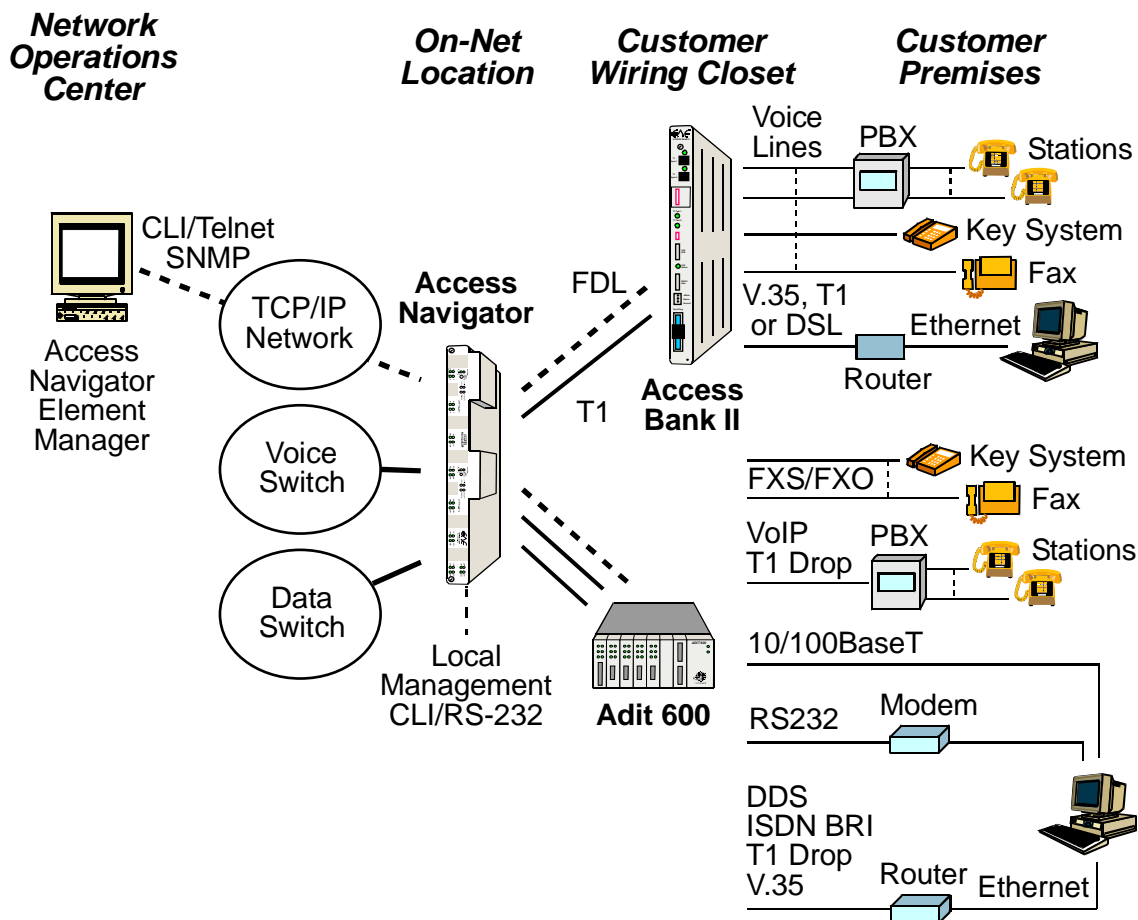 Network
Operations
Center
On-Net
Location
Customer
Wiring Closet
Customer
Premises
CLI/Telnet
SNMP
TCP/IP
Network
Access
Navigator
Element
Manager
Voice
Switch
Data
Switch
Access
Navigator
Local
Management
CLI/RS-232
FDL
T1
Access
Bank II
Adit 600
Voice
Lines
PBX
Stations
Key System
Fax
V.35, T1
or DSL
Ethernet
Router
Key System
FXS/FXO
Fax
VoIP
T1 Drop
PBX
Stations
10/100BaseT
RS232
Modem
DDS
ISDN BRI
T1 Drop
V.35
Router
Ethernet